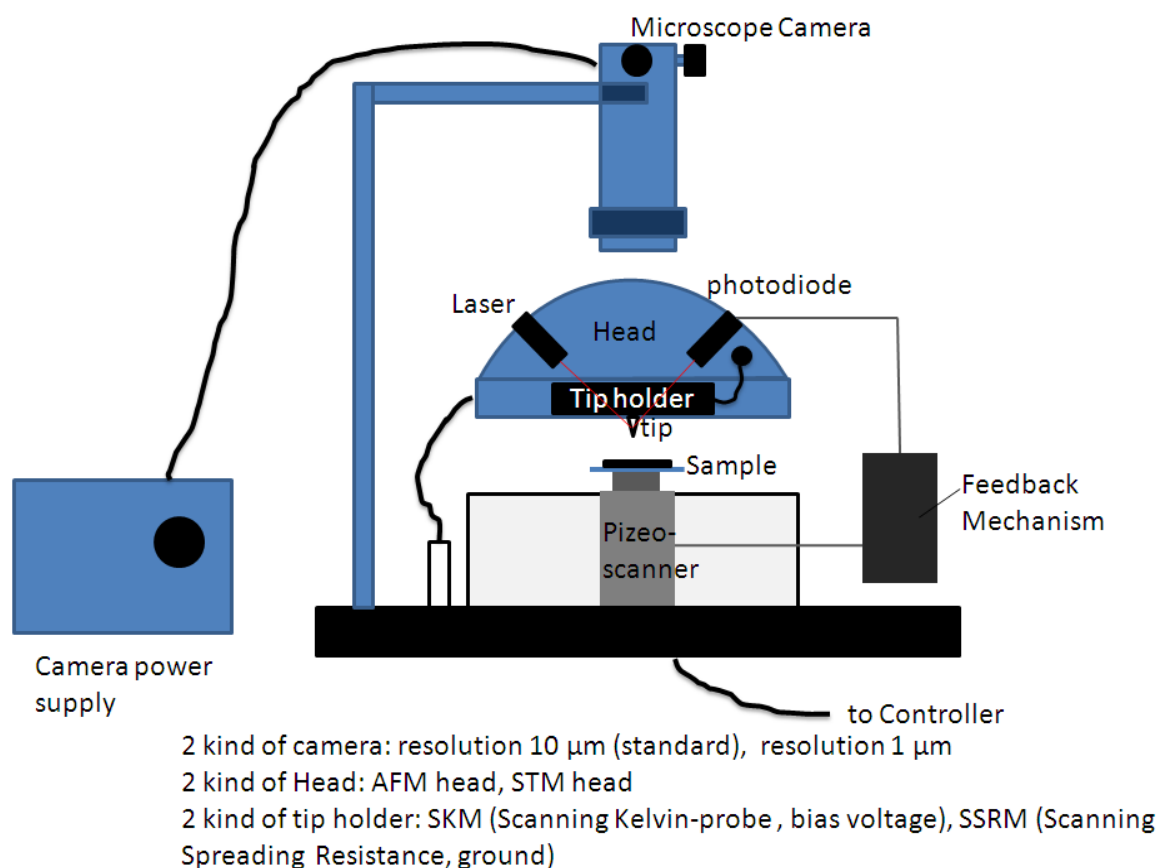 Microscope Camera
photodiode
Laser
Head
Tip holder
tip
Sample
Feedback
Mechanism
Pizeo-
scanner
Camera power
supply
to Controller
2 kind of camera: resolution 10 µm (standard),  resolution 1 µm
2 kind of Head: AFM head, STM head
2 kind of tip holder: SKM (Scanning Kelvin-probe , bias voltage), SSRM (Scanning
Spreading  Resistance, ground)